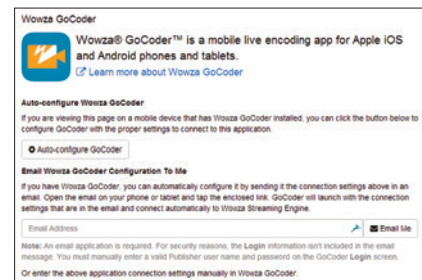 Wowza GoCoder
Wowza® GoCoder™ is a mobile live encoding app for Apple iOS
and Android phones and tablets.
Learn more about Wowza GoCoder
Auto-configure Wowza GoCoder
If you are viewing this page on a mobile device that has Wowza GoCoder installed, you can click the button below to
configure GoCoder with the proper settings to connect to this application.
Auto-configure GoCoder
Email Wowza GoCoder Configuration To Me
If you have Wowza GoCoder, you can automatically configure it by sending it the connection settings above in an
email. Open the email on your phone or tablet and tap the enclosed link. GoCoder will launch with the connection
settings that are in the email and connect automatically to Wowza Streaming Engine.
Email Address
Email Me
Note: An email application is required. For security reasons, the Login information isn't included in the email
message. You must manually enter a valid Publisher user name and password on the GoCoder Login screen.
Or enter the above application connection settings manually in Wowza GoCoder.